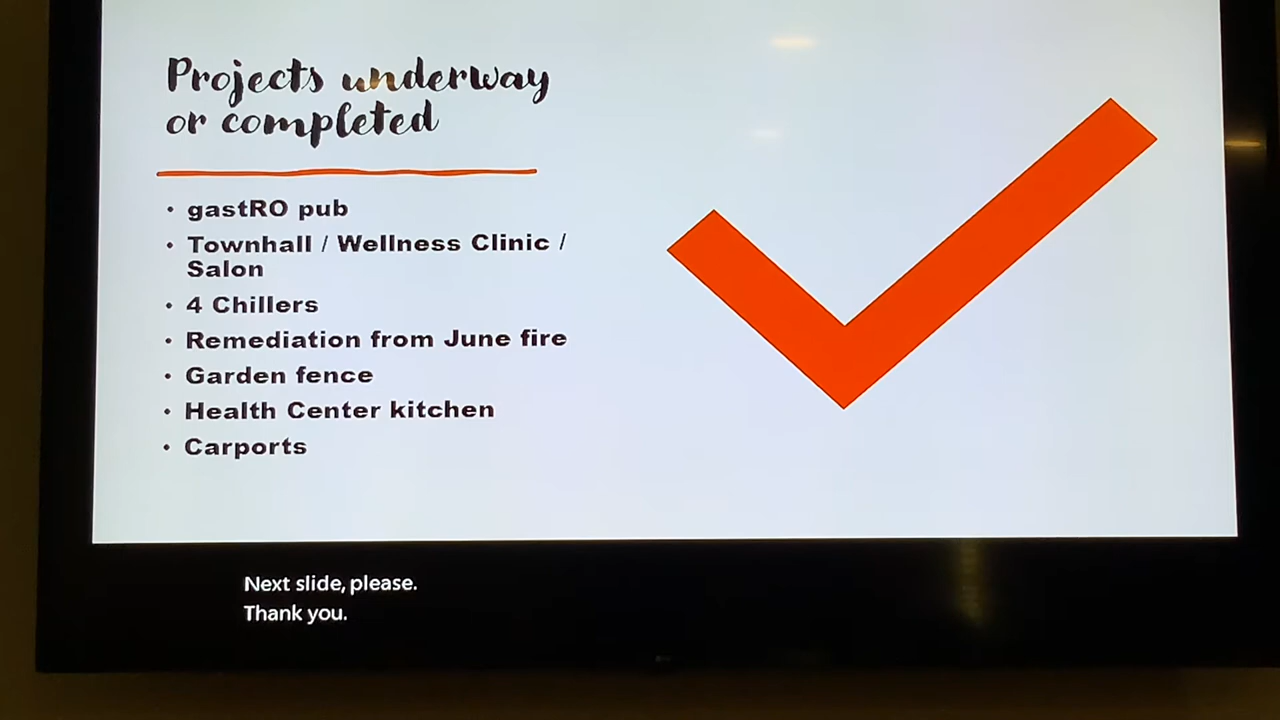 Projects underway
or completed
• gastRO pub
• Townhall / Wellness Clinic /
Salon
• 4 Chillers
• Remediation from June fire
• Garden fence
• Health Center kitchen
• Carports
Next slide, please.
Thank you.